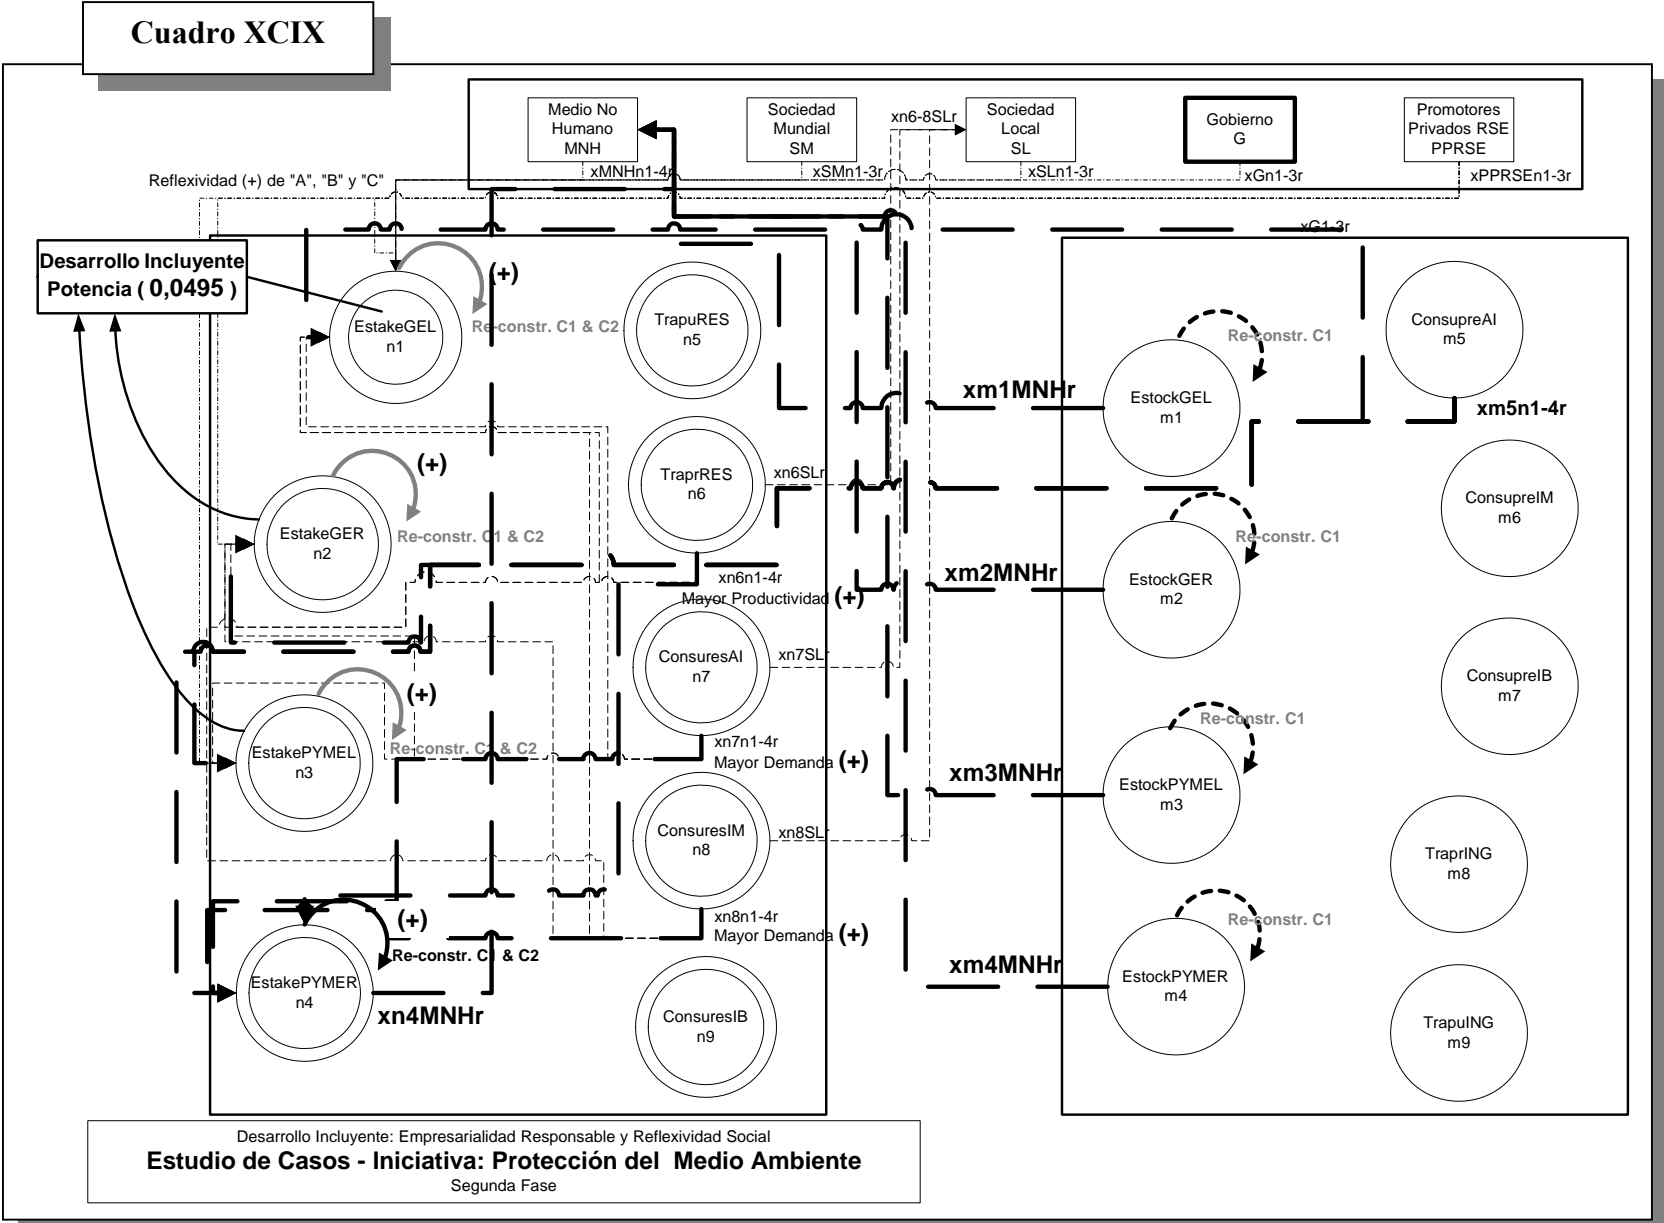 Cuadro XCIX
Medio No
Humano
MNH
Sociedad
Mundial
SM
xn6-8SLr
Sociedad
Local
SL
Gobierno
G
Promotores
Privados RSE
PPRSE
xMNHn1-4r
xSMn1-3r
xSLn1-3r
xGn1-3r
xPPRSEn1-3r
Reflexividad (+) de "A", "B" y "C"
xG1-3r
Desarrollo Incluyente
Potencia ( 0,0495 )
(+)
Re-constr. C1 & C2
EstakeGEL
n1
TrapuRES
n5
EstakeGER
n2
(+)
Re-constr. C1 & C2
TraprRES
n6
xn6SLr
xn6n1-4r
Mayor Productividad (+)
EstakePYMEL
n3
(+)
Re-constr. C1 & C2
ConsuresAI
n7
xn7SLr
xn7n1-4r
Mayor Demanda (+)
ConsuresIM
n8
xn8SLr
xn8n1-4r
Mayor Demanda (+)
EstakePYMER
n4
(+)
Re-constr. C1 & C2
xn4MNHr
ConsuresIB
n9
xm1MNHr
EstockGEL
m1
Re-constr. C1
xm2MNHr
EstockGER
m2
Re-constr. C1
xm3MNHr
EstockPYMEL
m3
Re-constr. C1
xm4MNHr
EstockPYMER
m4
Re-constr. C1
ConsupreAI
m5
xm5n1-4r
ConsupreIM
m6
ConsupreIB
m7
TraprING
m8
TrapuING
m9
Desarrollo Incluyente: Empresarialidad Responsable y Reflexividad Social
Estudio de Casos - Iniciativa: Protección del Medio Ambiente
Segunda Fase